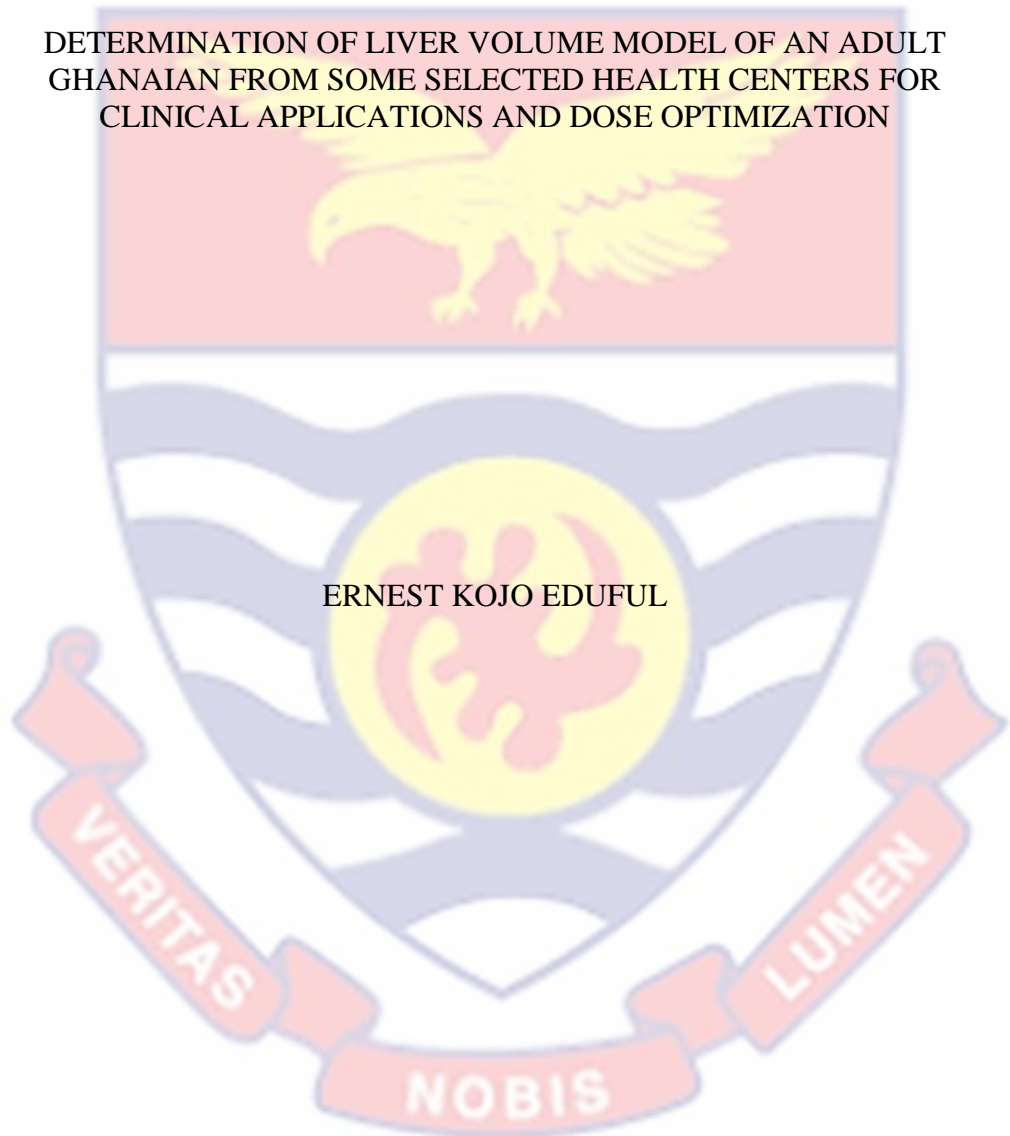 DETERMINATION OF LIVER VOLUME MODEL OF AN ADULT
GHANAIAN FROM SOME SELECTED HEALTH CENTERS FOR
CLINICAL APPLICATIONS AND DOSE OPTIMIZATION
ERNEST KOJO EDUFUL
VERITAS
NOBIS
LUMEN